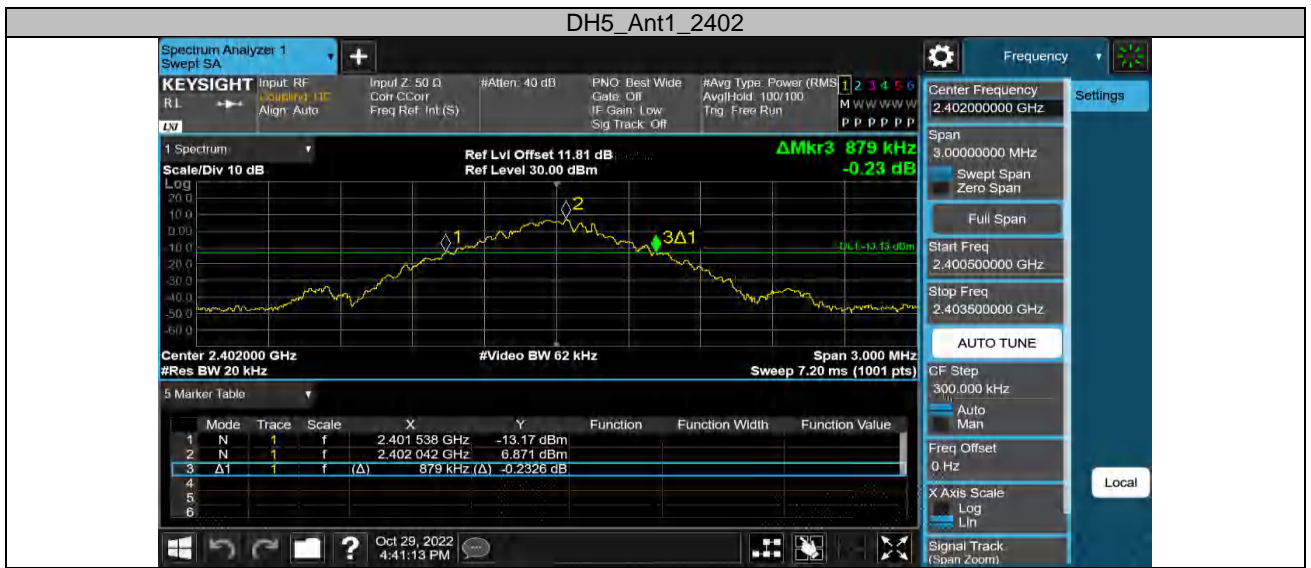 DH5_Ant1_2402
Spectrum Analyzer 1
Swept SA
Frequency
KEYSIGHT
R L
LXI
Input: RF
Align: Auto
Input Z: 50 Ω
Corr CCorr
Freq Ref: Int (S)
#Atten: 40 dB
PNO: Best Wide
Gate: Off
IF Gain: Low
Sig Track: Off
#Avg Type: Power (RMS
Avg|Hold: 100/100
Trig: Free Run
1 2 3 4 5 6
M W W W W W
P P P P P P
1 Spectrum
Scale/Div 10 dB
Ref Lvl Offset 11.81 dB
Ref Level 30.00 dBm
ΔMkr3 879 kHz
-0.23 dB
Log
20.0
10.0
0.00
-10.0
-20.0
-30.0
-40.0
-50.0
-60.0
1
2
3Δ1
DL1 -13.13 dBm
Center 2.402000 GHz
#Video BW 62 kHz
Span 3.000 MHz
#Res BW 20 kHz
Sweep 7.20 ms (1001 pts)
5 Marker Table
Mode Trace Scale X Y Function Function Width Function Value
1 N 1 f 2.401 538 GHz -13.17 dBm
2 N 1 f 2.402 042 GHz 6.871 dBm
3 Δ1 1 f (Δ) 879 kHz (Δ) -0.2326 dB
4
5
6
?
Oct 29, 2022
4:41:13 PM
Center Frequency
2.402000000 GHz
Settings
Span
3.00000000 MHz
Swept Span
Zero Span
Full Span
Start Freq
2.400500000 GHz
Stop Freq
2.403500000 GHz
AUTO TUNE
CF Step
300.000 kHz
Auto
Man
Freq Offset
0 Hz
X Axis Scale
Log
Lin
Local
Signal Track
(Span Zoom)